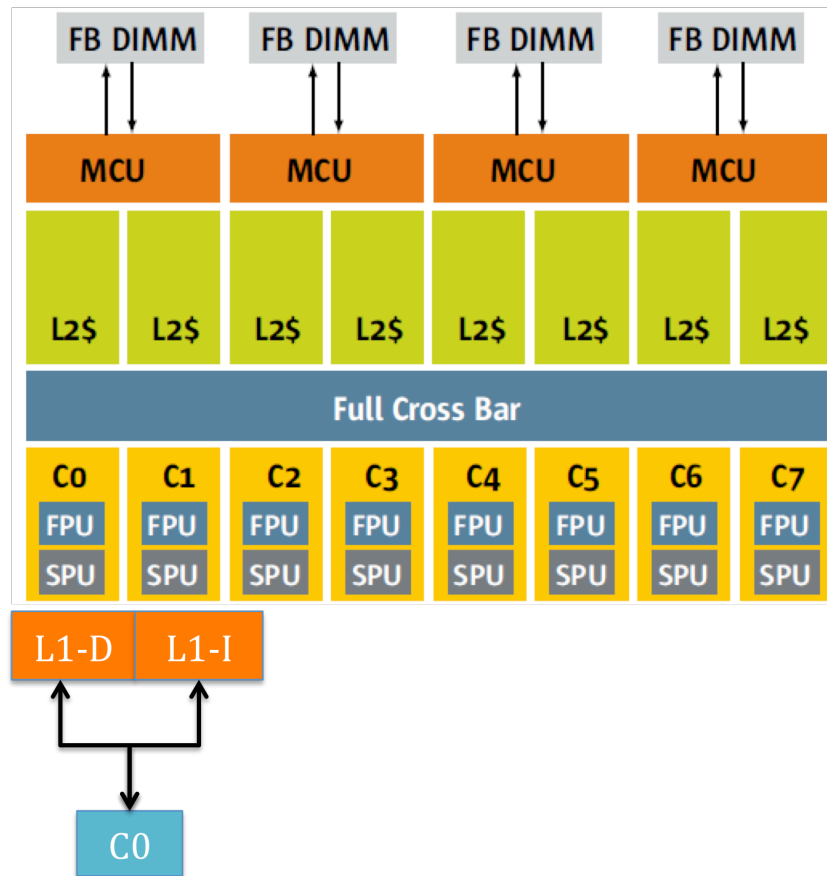 FB DIMM FB DIMM FB DIMM FB DIMM
MCU MCU MCU MCU
L2$ L2$ L2$ L2$ L2$ L2$ L2$ L2$
Full Cross Bar
C0 C1 C2 C3 C4 C5 C6 C7
FPU FPU FPU FPU FPU FPU FPU FPU
SPU SPU SPU SPU SPU SPU SPU SPU
L1-D L1-I
C0